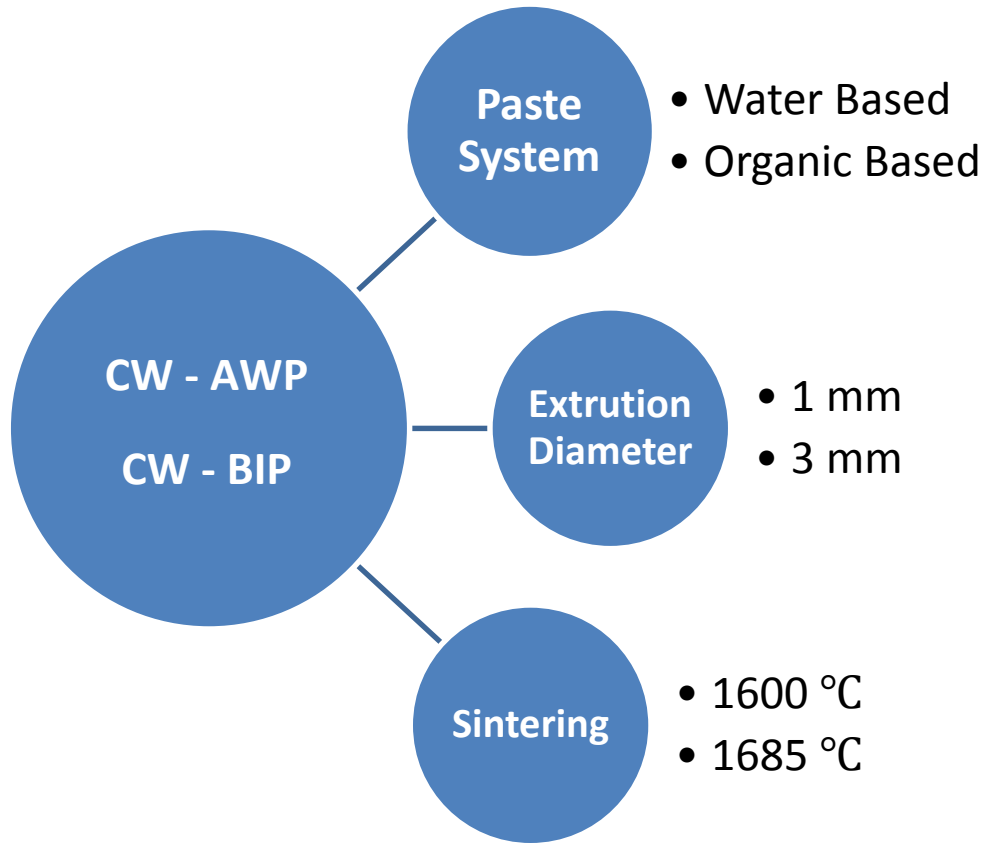 Paste
System
• Water Based
• Organic Based
CW - AWP
CW - BIP
Extrution
Diameter
• 1 mm
• 3 mm
Sintering
• 1600 ℃
• 1685 ℃